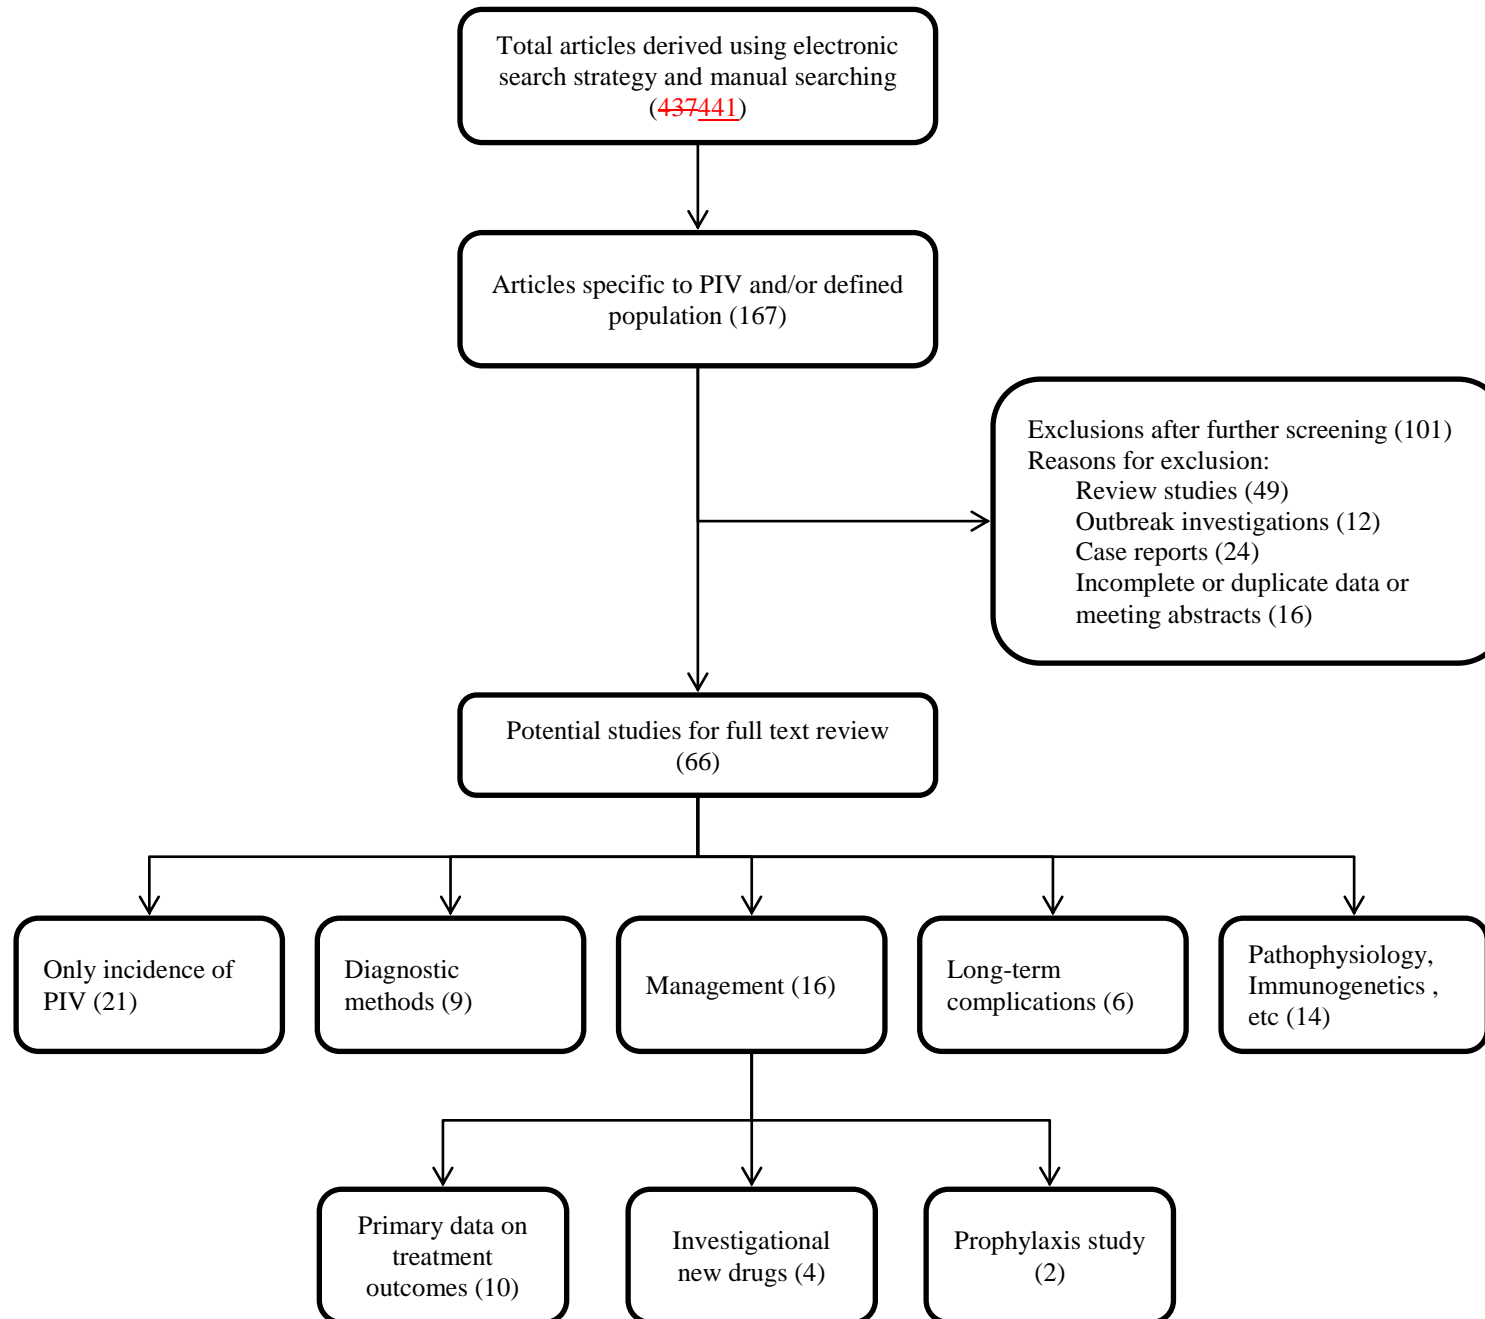 Total articles derived using electronic
search strategy and manual searching
(437441)
Articles specific to PIV and/or defined
population (167)
Exclusions after further screening (101)
Reasons for exclusion:
Review studies (49)
Outbreak investigations (12)
Case reports (24)
Incomplete or duplicate data or
meeting abstracts (16)
Potential studies for full text review
(66)
Only incidence of
PIV (21)
Diagnostic
methods (9)
Management (16)
Long-term
complications (6)
Pathophysiology,
Immunogenetics ,
etc (14)
Primary data on
treatment
outcomes (10)
Investigational
new drugs (4)
Prophylaxis study
(2)